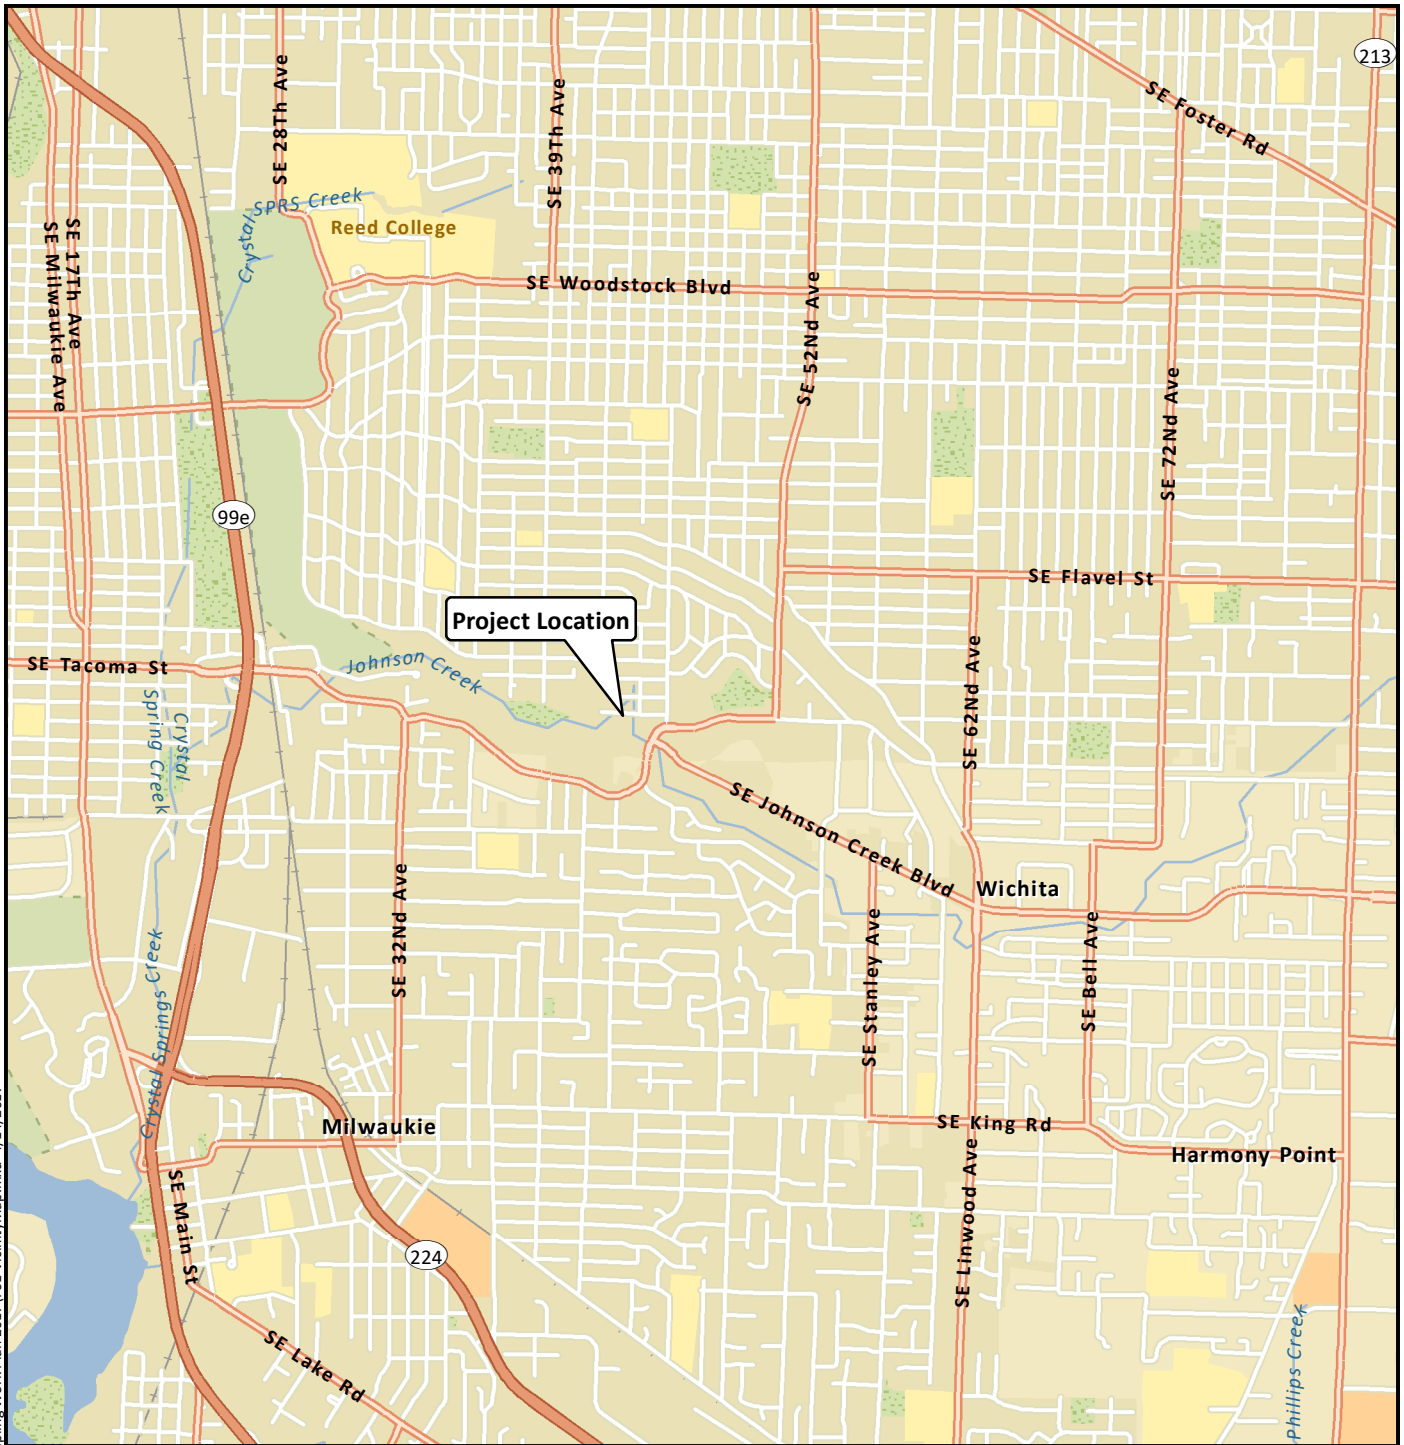 213
SE Foster Rd
SE 28Th Ave
SE 39Th Ave
SPRS Creek
Crystal
Reed College
SE 17Th Ave
SE Milwaukie Ave
SE Woodstock Blvd
SE 52Nd Ave
SE 72Nd Ave
99e
SE Flavel St
Project Location
SE Tacoma St
Johnson Creek
SE 62Nd Ave
Crystal
Spring Creek
SE Johnson Creek Blvd
Wichita
SE 32Nd Ave
SE Stanley Ave
SE Bell Ave
Crystal Springs Creek
Milwaukie
SE King Rd
Harmony Point
SE Main St
SE Linwood Ave
224
SE Lake Rd
Phillips Creek